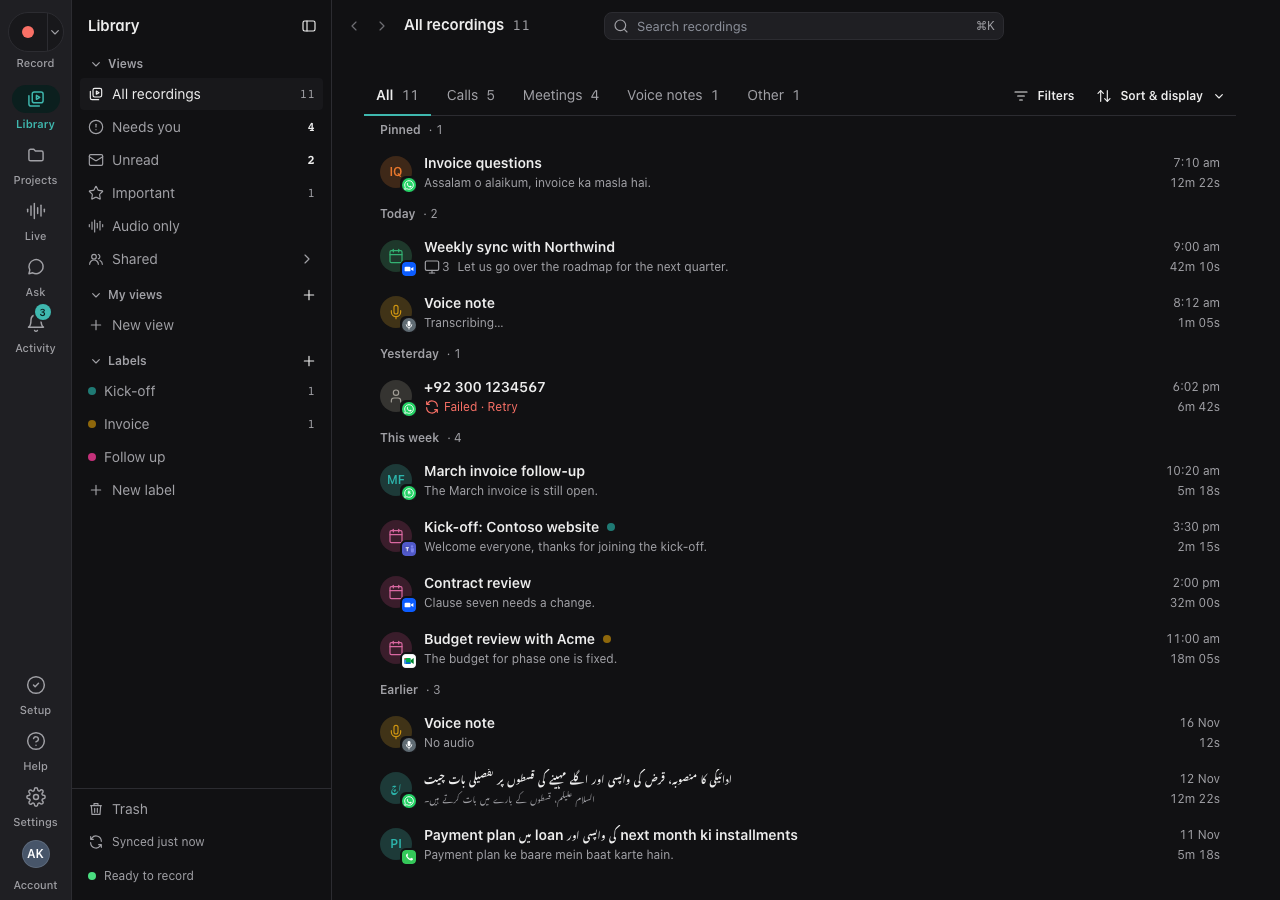 Record
Library
Projects
Live
Ask
3
Activity
Setup
Help
Settings
AK
Account
Library
Views
All recordings 11
Needs you 4
Unread 2
Important 1
Audio only
Shared
My views
New view
Labels
Kick-off 1
Invoice 1
Follow up
New label
Trash
Synced just now
Ready to record
All recordings 11
Search recordings ⌘K
All 11 Calls 5 Meetings 4 Voice notes 1 Other 1
Filters Sort & display
Pinned · 1
IQ Invoice questions 7:10 am
Assalam o alaikum, invoice ka masla hai. 12m 22s
Today · 2
Weekly sync with Northwind 9:00 am
3 Let us go over the roadmap for the next quarter. 42m 10s
Voice note 8:12 am
Transcribing... 1m 05s
Yesterday · 1
+92 300 1234567 6:02 pm
Failed · Retry 6m 42s
This week · 4
MF March invoice follow-up 10:20 am
The March invoice is still open. 5m 18s
Kick-off: Contoso website 3:30 pm
Welcome everyone, thanks for joining the kick-off. 2m 15s
Contract review 2:00 pm
Clause seven needs a change. 32m 00s
Budget review with Acme 11:00 am
The budget for phase one is fixed. 18m 05s
Earlier · 3
Voice note 16 Nov
No audio 12s
اچ ادائیگی کا منصوبہ، قرض کی واپسی اور اگلے مہینے کی قسطوں پر تفصیلی بات چیت 12 Nov
السلام علیکم، قسطوں کے بارے میں بات کرتے ہیں۔ 12m 22s
PI Payment plan میں loan کی واپسی اور next month ki installments 11 Nov
Payment plan ke baare mein baat karte hain. 5m 18s